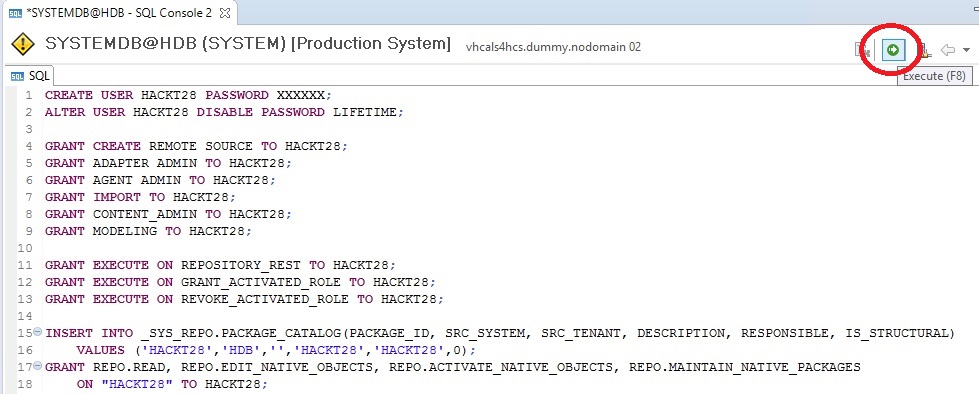 *SYSTEMDB@HDB - SQL Console 2
SYSTEMDB@HDB (SYSTEM) [Production System] vhcals4hcs.dummy.nodomain 02
Execute (F8)
SQL
1 CREATE USER HACKT28 PASSWORD XXXXXX;
2 ALTER USER HACKT28 DISABLE PASSWORD LIFETIME;
3
4 GRANT CREATE REMOTE SOURCE TO HACKT28;
5 GRANT ADAPTER ADMIN TO HACKT28;
6 GRANT AGENT ADMIN TO HACKT28;
7 GRANT IMPORT TO HACKT28;
8 GRANT CONTENT_ADMIN TO HACKT28;
9 GRANT MODELING TO HACKT28;
10
11 GRANT EXECUTE ON REPOSITORY_REST TO HACKT28;
12 GRANT EXECUTE ON GRANT_ACTIVATED_ROLE TO HACKT28;
13 GRANT EXECUTE ON REVOKE_ACTIVATED_ROLE TO HACKT28;
14
15 INSERT INTO _SYS_REPO.PACKAGE_CATALOG(PACKAGE_ID, SRC_SYSTEM, SRC_TENANT, DESCRIPTION, RESPONSIBLE, IS_STRUCTURAL)
16 VALUES ('HACKT28','HDB','','HACKT28','HACKT28',0);
17 GRANT REPO.READ, REPO.EDIT_NATIVE_OBJECTS, REPO.ACTIVATE_NATIVE_OBJECTS, REPO.MAINTAIN_NATIVE_PACKAGES
18 ON "HACKT28" TO HACKT28;